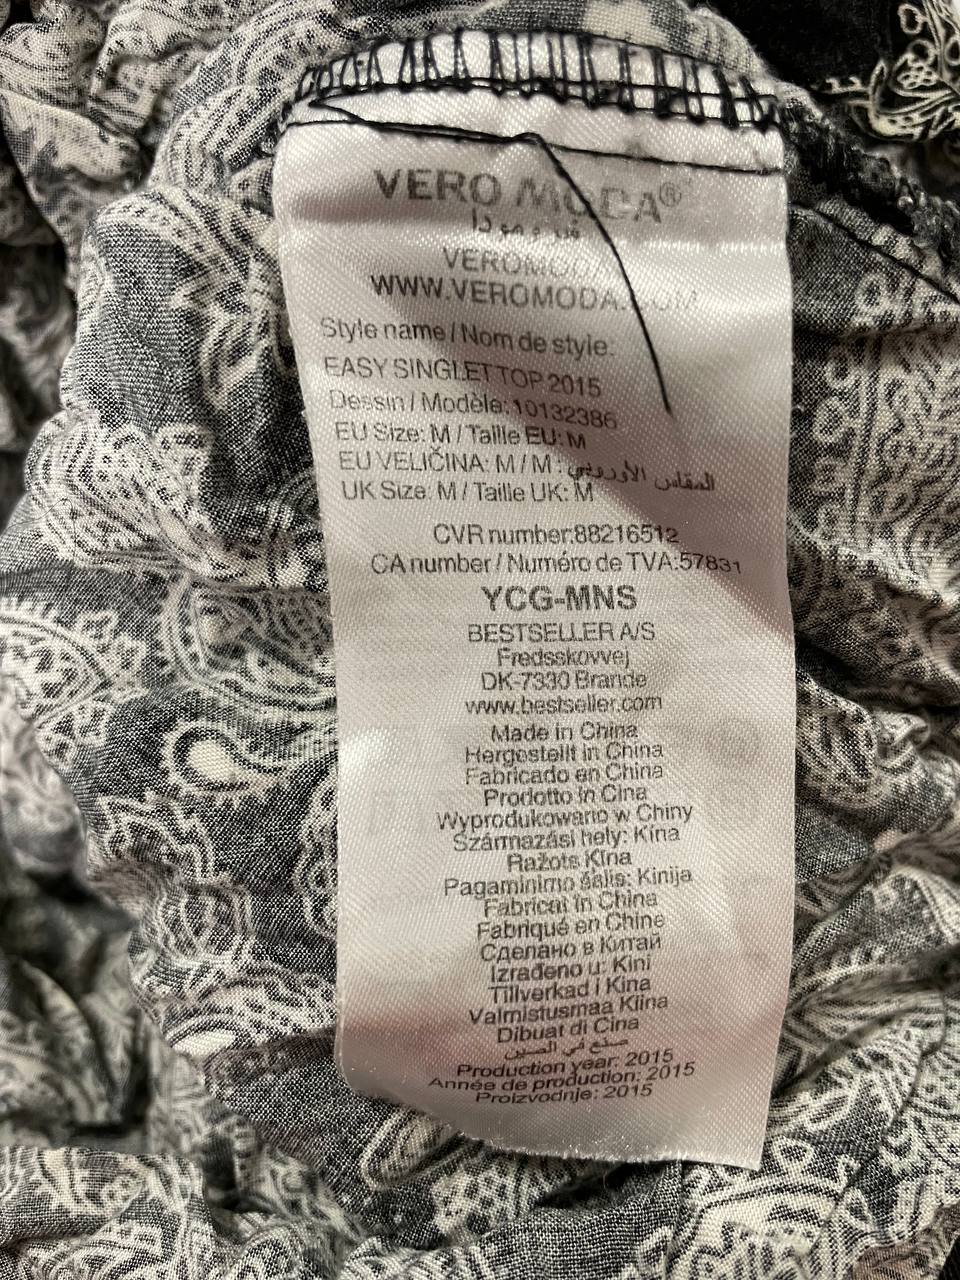 VERO MODA®
فيرو مودا
VEROMODA
WWW.VEROMODA.COM
Style name / Nom de style:
EASY SINGLET TOP 2015
Dessin / Modèle: 10132386
EU Size: M / Taille EU: M
EU VELIČINA: M / M : المقاس الأوروبي
UK Size: M / Taille UK: M
CVR number:88216512
CA number / Numéro de TVA:57831
YCG-MNS
BESTSELLER A/S
Fredsskovvej
DK-7330 Brande
www.bestseller.com
Made in China
Hergestellt in China
Fabricado en China
Prodotto in Cina
Wyprodukowano w Chiny
Származási hely: Kína
Ražots Ķīna
Pagaminimo šalis: Kinija
Fabricat în China
Fabriqué en Chine
Сделано в Китай
Izrađeno u: Kini
Tillverkad i Kina
Valmistusmaa Kiina
Dibuat di Cina
صنع في الصين
Production year: 2015
Année de production: 2015
Proizvodnje: 2015